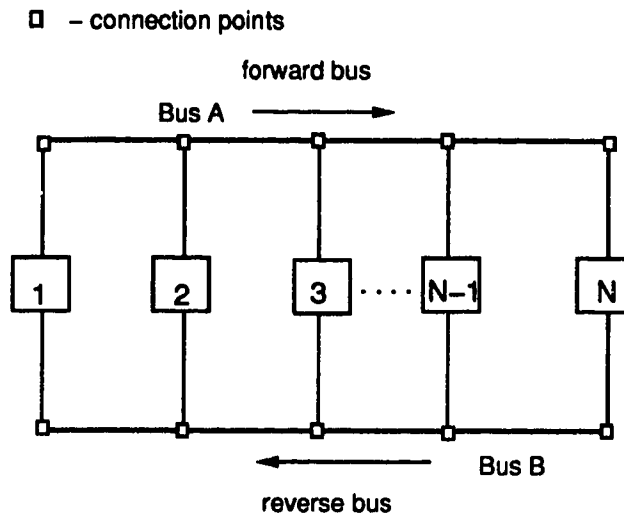 – connection points
forward bus
Bus A
1 2 3 .... N–1 N
Bus B
reverse bus